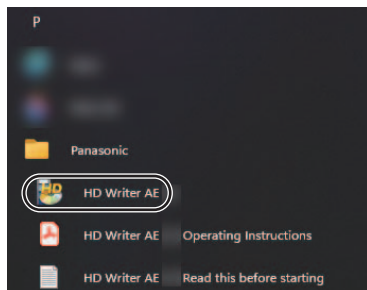 P
Panasonic
HD Writer AE
HD Writer AE Operating Instructions
HD Writer AE Read this before starting